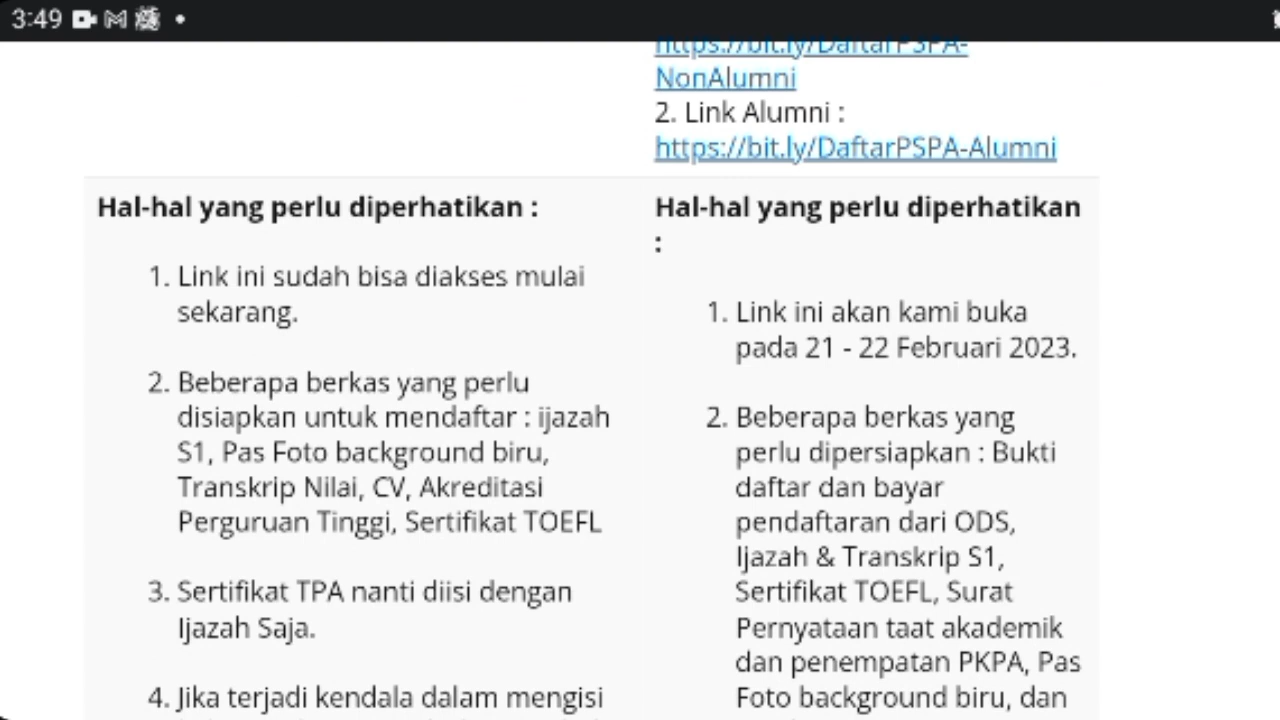 3:49
https://bit.ly/DaftarPSPA-
NonAlumni
2. Link Alumni :
https://bit.ly/DaftarPSPA-Alumni
Hal-hal yang perlu diperhatikan :
1. Link ini sudah bisa diakses mulai
sekarang.
2. Beberapa berkas yang perlu
disiapkan untuk mendaftar : ijazah
S1, Pas Foto background biru,
Transkrip Nilai, CV, Akreditasi
Perguruan Tinggi, Sertifikat TOEFL
3. Sertifikat TPA nanti diisi dengan
Ijazah Saja.
4. Jika terjadi kendala dalam mengisi
Hal-hal yang perlu diperhatikan
:
1. Link ini akan kami buka
pada 21 - 22 Februari 2023.
2. Beberapa berkas yang
perlu dipersiapkan : Bukti
daftar dan bayar
pendaftaran dari ODS,
Ijazah & Transkrip S1,
Sertifikat TOEFL, Surat
Pernyataan taat akademik
dan penempatan PKPA, Pas
Foto background biru, dan